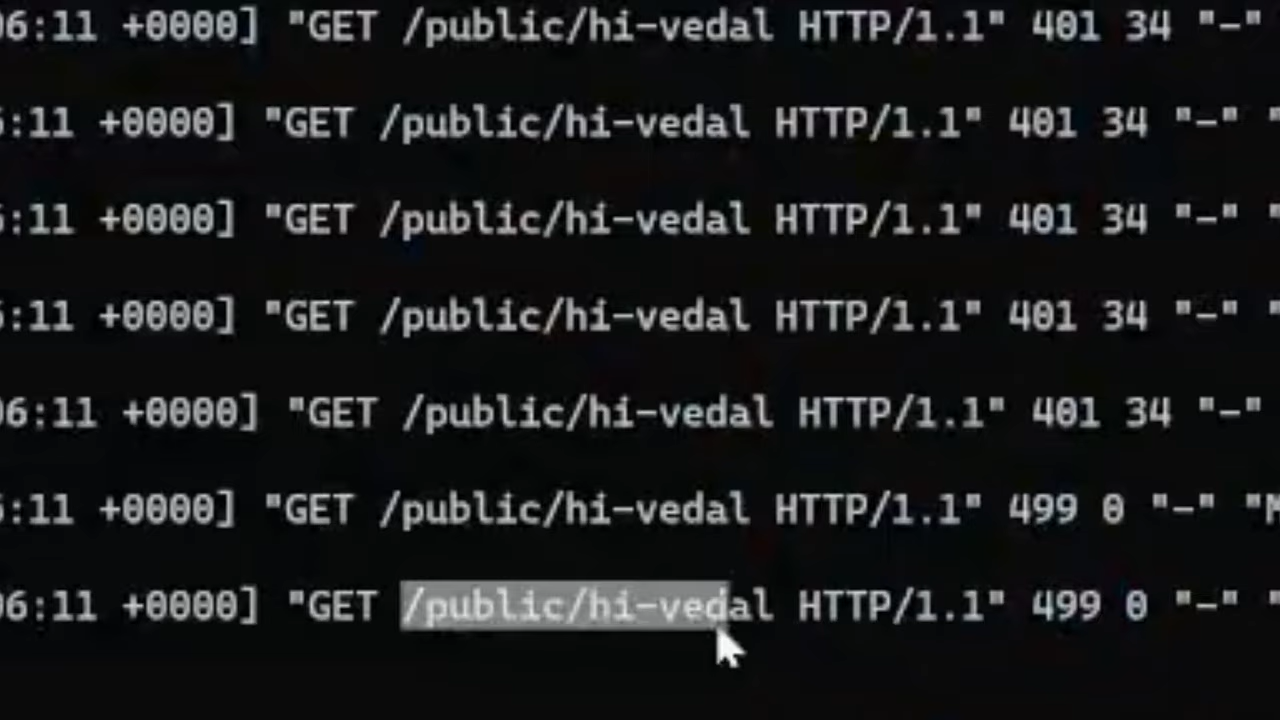 06:11 +0000] "GET /public/hi-vedal HTTP/1.1" 401 34 "-"
6:11 +0000] "GET /public/hi-vedal HTTP/1.1" 401 34 "-" "
6:11 +0000] "GET /public/hi-vedal HTTP/1.1" 401 34 "-" "
6:11 +0000] "GET /public/hi-vedal HTTP/1.1" 401 34 "-" "
06:11 +0000] "GET /public/hi-vedal HTTP/1.1" 401 34 "-"
6:11 +0000] "GET /public/hi-vedal HTTP/1.1" 499 0 "-" "M
06:11 +0000] "GET /public/hi-vedal HTTP/1.1" 499 0 "-" "